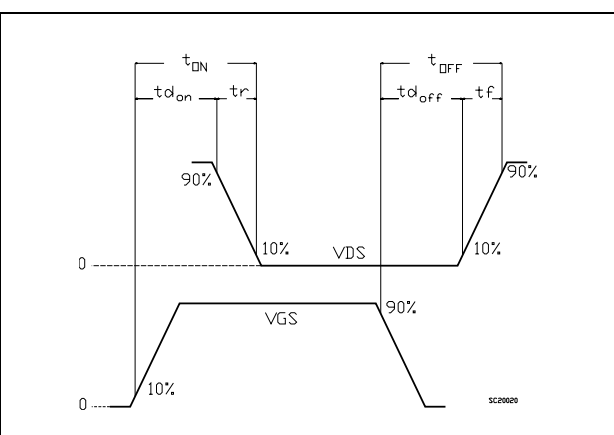 tON tOFF
tdon tr tdoff tf
90% 90%
10% VDS 10%
0
VGS 90%
10%
0
SC20020